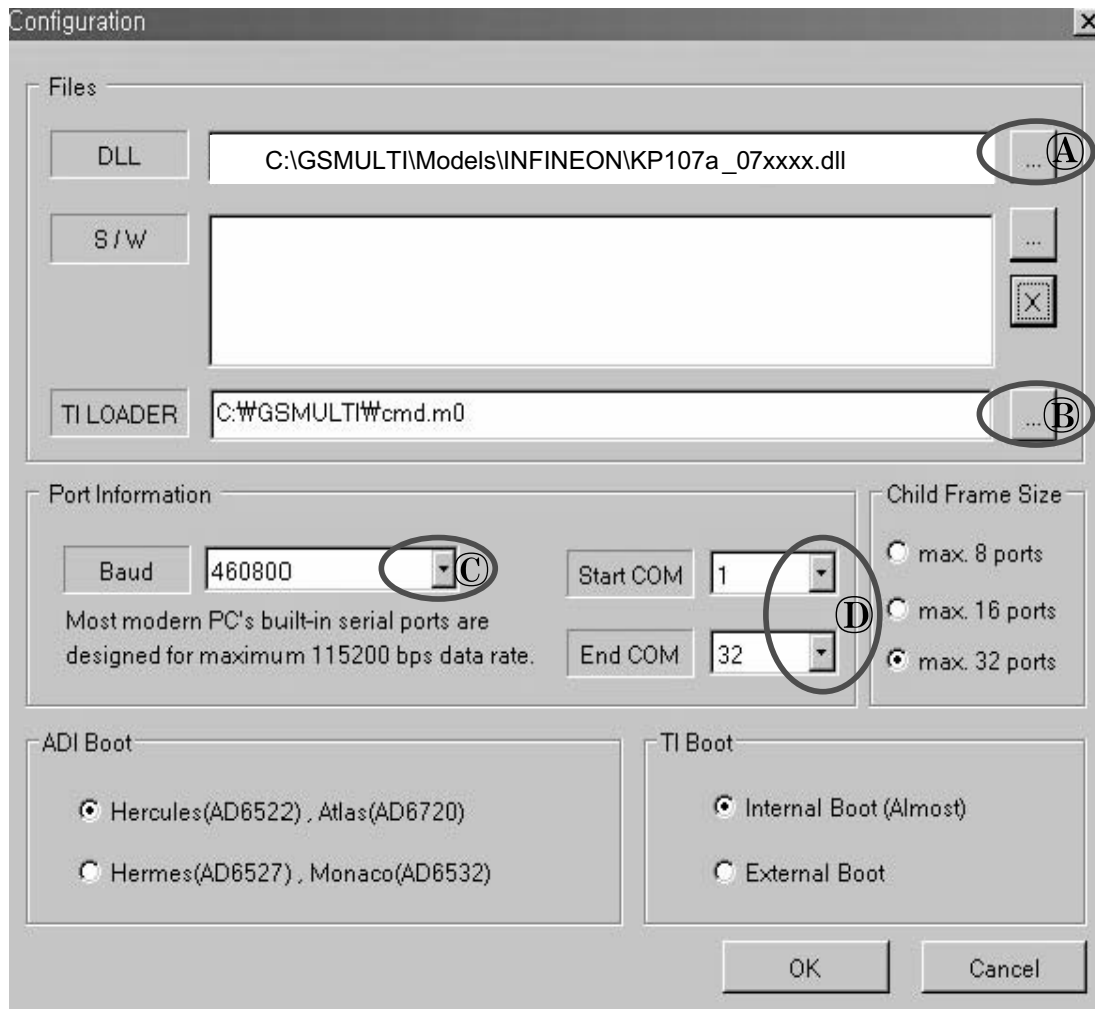 Configuration
Files
DLL
C:\GSMULTI\Models\INFINEON\KP107a_07xxxx.dll
...
Ⓐ
S / W
...
X
TI LOADER
C:₩GSMULTI₩cmd.m0
...
Ⓑ
Port Information
Baud
460800
Ⓒ
Most modern PC's built-in serial ports are
designed for maximum 115200 bps data rate.
Start COM
1
End COM
32
Ⓓ
Child Frame Size
max. 8 ports
max. 16 ports
max. 32 ports
ADI Boot
Hercules(AD6522) , Atlas(AD6720)
Hermes(AD6527) , Monaco(AD6532)
TI Boot
Internal Boot (Almost)
External Boot
OK
Cancel